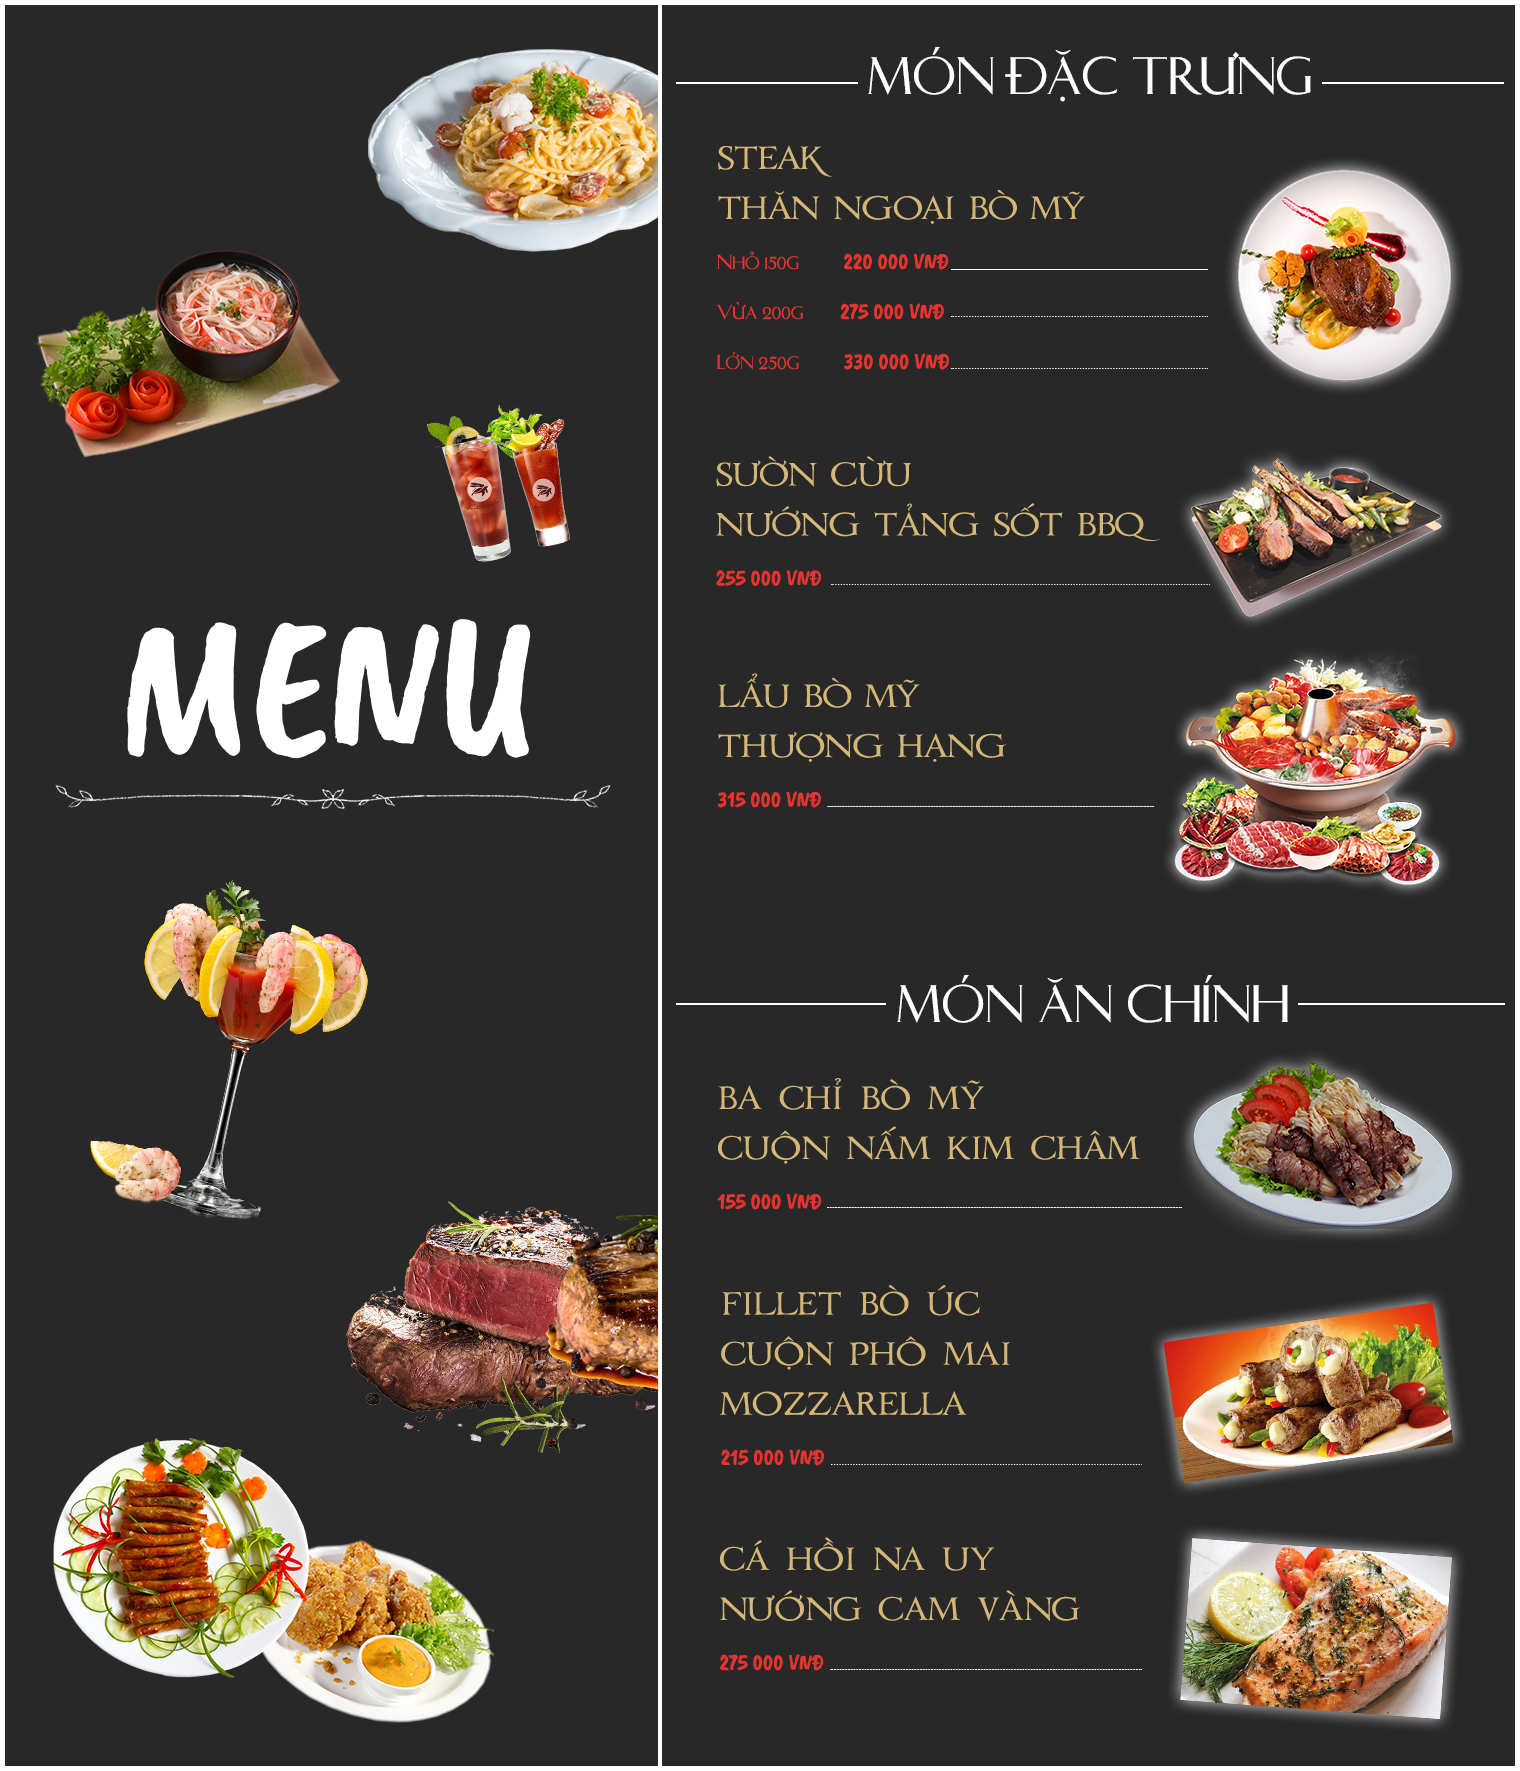 MENU
MÓN ĐẶC TRƯNG
STEAK
THĂN NGOẠI BÒ MỸ
NHỎ 150G 220 000 VNĐ
VỪA 200G 275 000 VNĐ
LỚN 250G 330 000 VNĐ
SƯỜN CỪU
NƯỚNG TẢNG SỐT BBQ
255 000 VNĐ
LẨU BÒ MỸ
THƯỢNG HẠNG
315 000 VNĐ
MÓN ĂN CHÍNH
BA CHỈ BÒ MỸ
CUỘN NẤM KIM CHÂM
155 000 VNĐ
FILLET BÒ ÚC
CUỘN PHÔ MAI
MOZZARELLA
215 000 VNĐ
CÁ HỒI NA UY
NƯỚNG CAM VÀNG
275 000 VNĐ